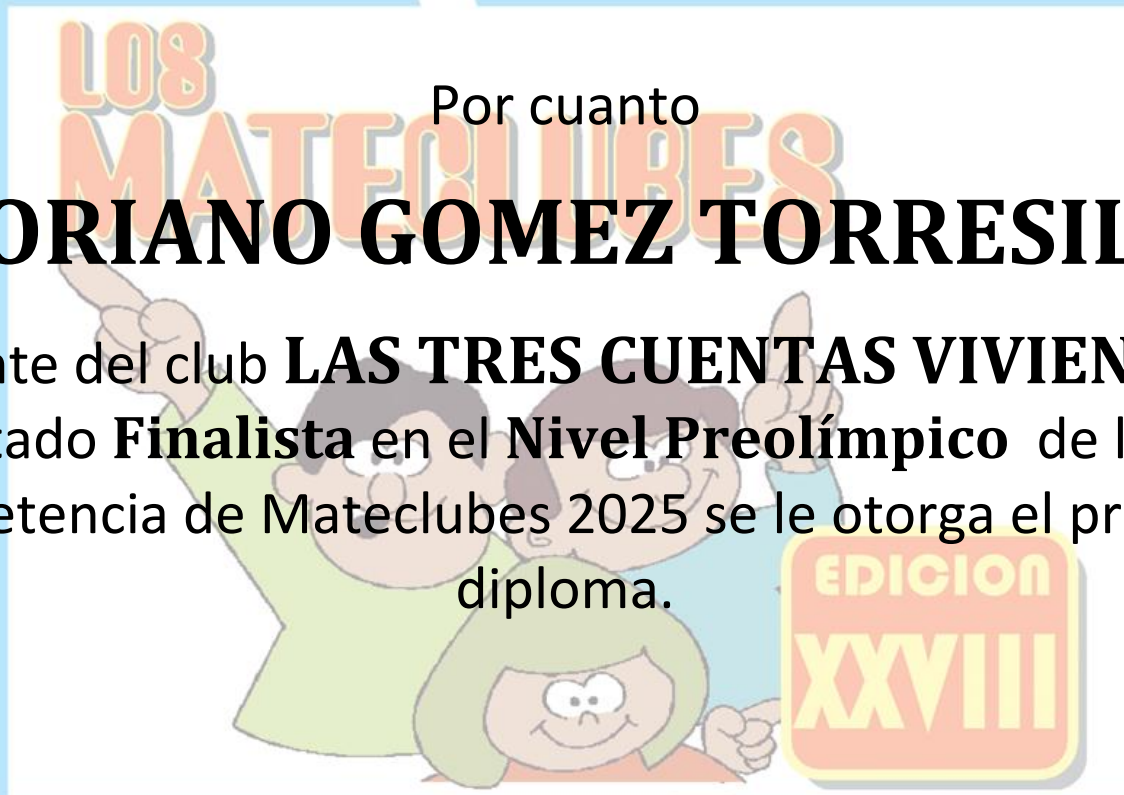 LOS
MATECLUBES
Por cuanto
ORIANO GOMEZ TORRESIL
nte del club LAS TRES CUENTAS VIVIEN
tado Finalista en el Nivel Preolímpico de l
etencia de Mateclubes 2025 se le otorga el pr
diploma.
EDICION
XXVIII